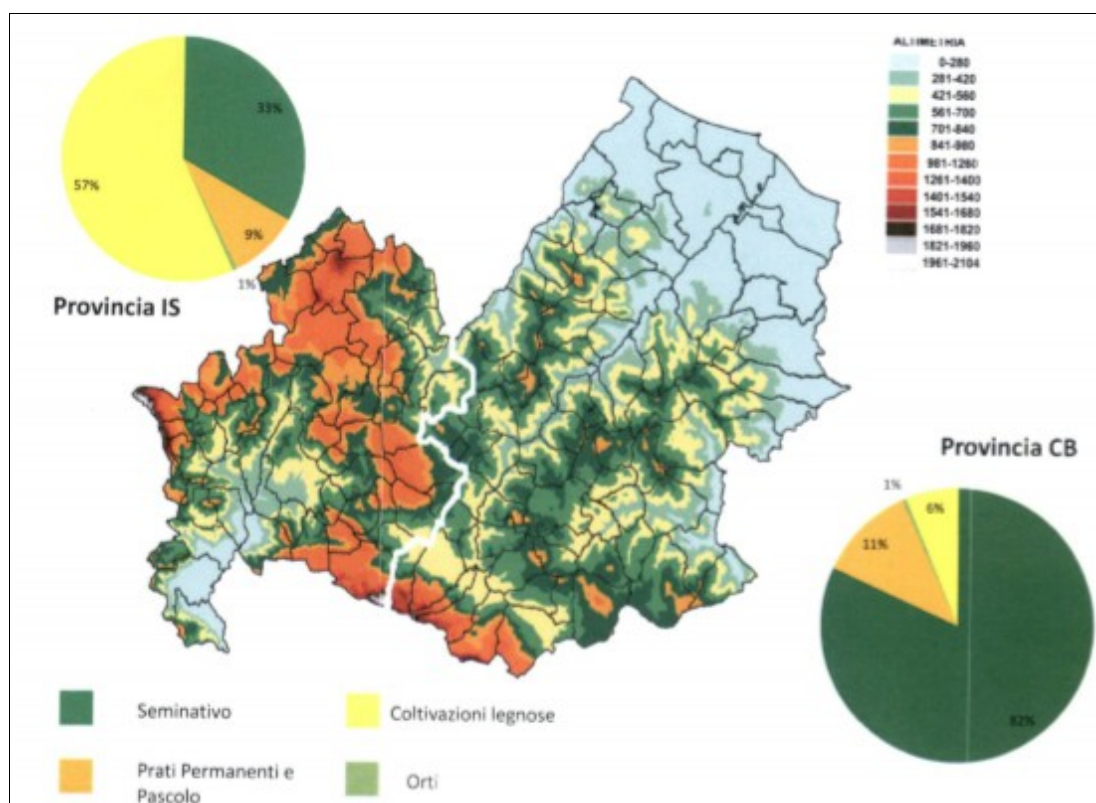 ALTIMETRIA
0-280
281-420
421-560
561-700
701-840
841-980
981-1260
1261-1400
1401-1540
1541-1680
1681-1820
1821-1960
1961-2104
33%
57%
9%
1%
Provincia IS
Provincia CB
1%
6%
11%
82%
Seminativo
Coltivazioni legnose
Prati Permanenti e
Pascolo
Orti